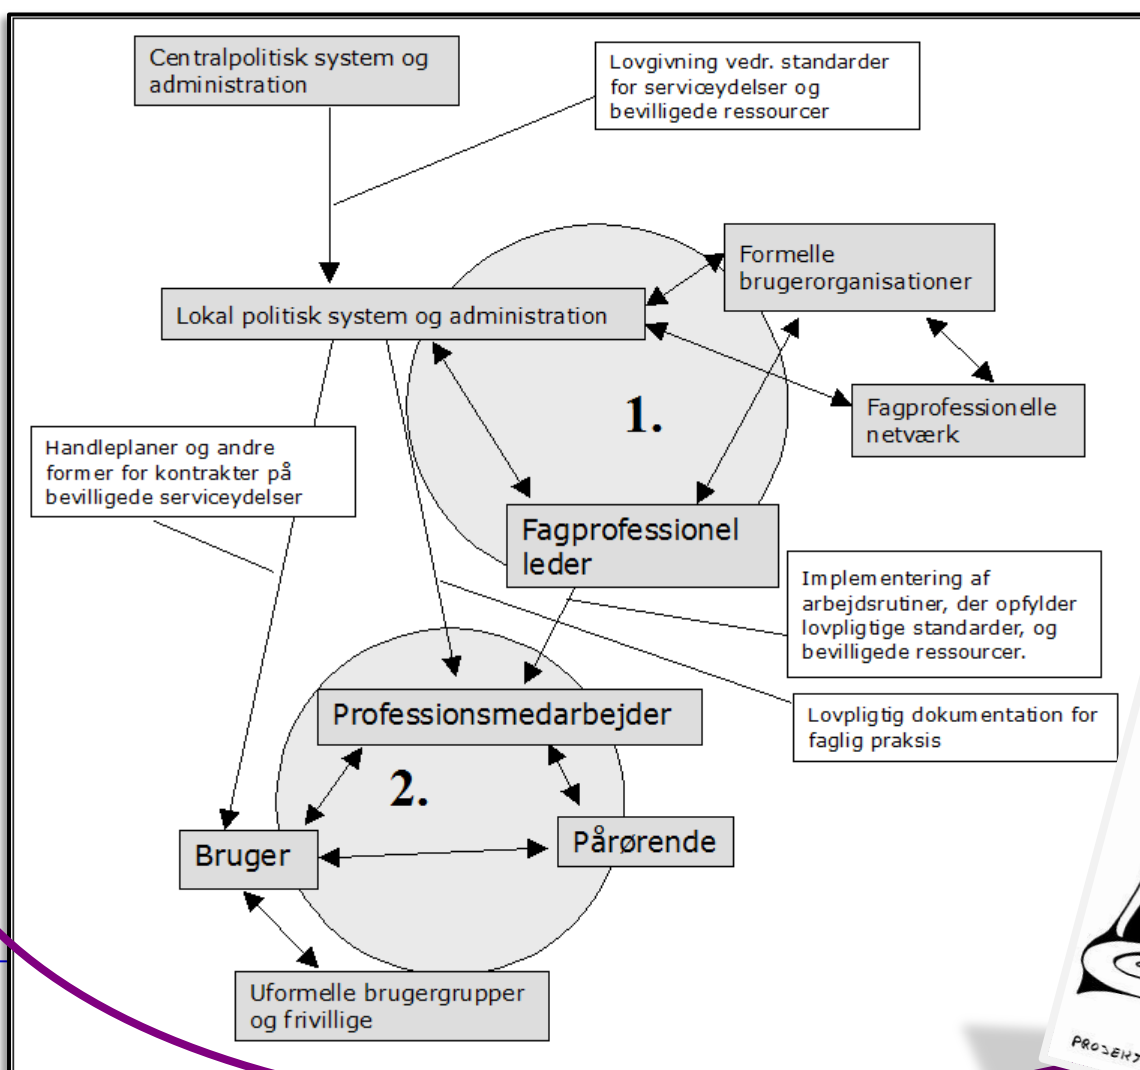 Centralpolitisk system og
administration
Lovgivning vedr. standarder
for serviceydelser og
bevilligede ressourcer
Formelle
brugerorganisationer
Lokal politisk system og administration
1.
Fagprofessionelle
netværk
Handleplaner og andre
former for kontrakter på
bevilligede serviceydelser
Fagprofessionel
leder
Implementering af
arbejdsrutiner, der opfylder
lovpligtige standarder, og
bevilligede ressourcer.
Professionsmedarbejder
Lovpligtig dokumentation for
faglig praksis
2.
Bruger
Pårørende
Uformelle brugergrupper
og frivillige